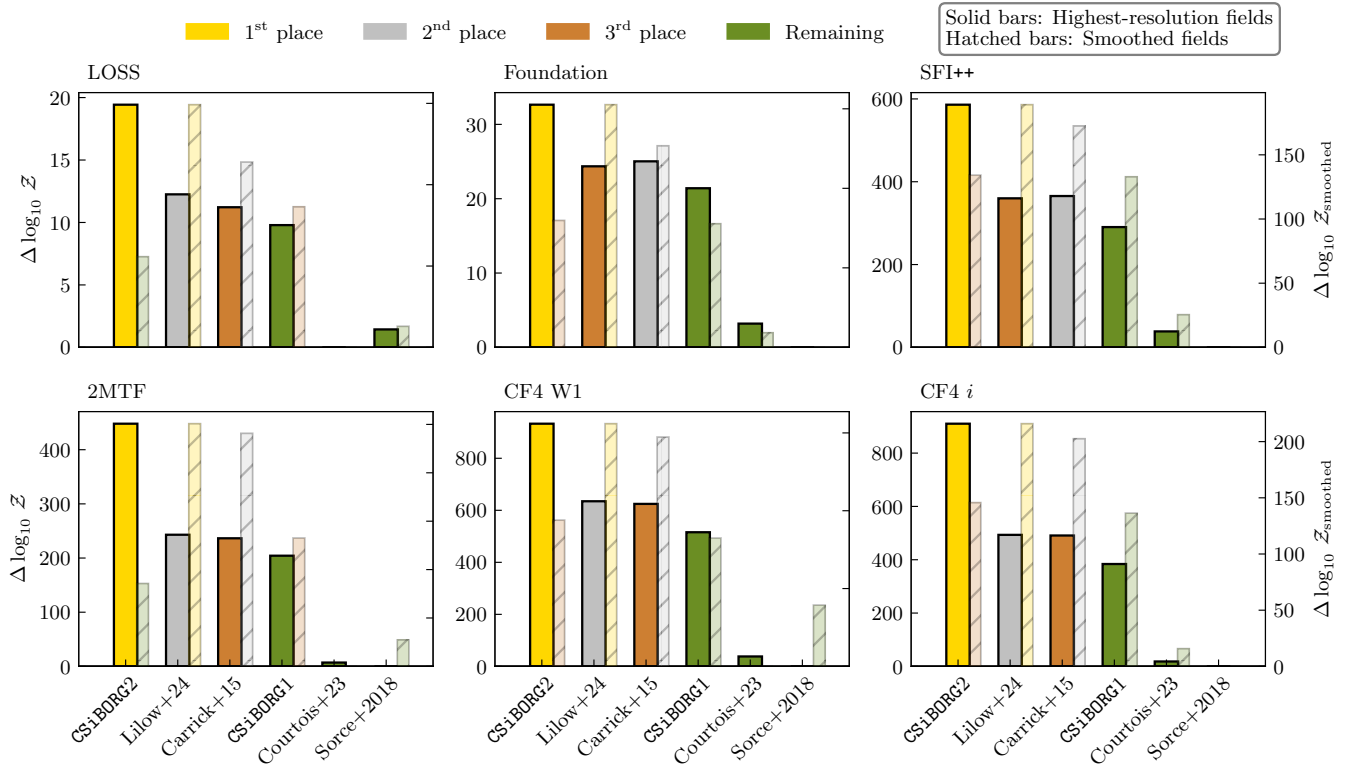 1st place
2nd place
3rd place
Remaining
Solid bars: Highest-resolution fields
Hatched bars: Smoothed fields
LOSS
Foundation
SFI++
Δ log10 𝒵
20
15
10
5
0
30
20
10
0
600
400
200
0
150
100
50
0
Δ log10 𝒵smoothed
2MTF
CF4 W1
CF4 i
Δ log10 𝒵
400
300
200
100
0
800
600
400
200
0
800
600
400
200
0
200
150
100
50
0
Δ log10 𝒵smoothed
CSiBORG2
Lilow+24
Carrick+15
CSiBORG1
Courtois+23
Sorce+2018
CSiBORG2
Lilow+24
Carrick+15
CSiBORG1
Courtois+23
Sorce+2018
CSiBORG2
Lilow+24
Carrick+15
CSiBORG1
Courtois+23
Sorce+2018